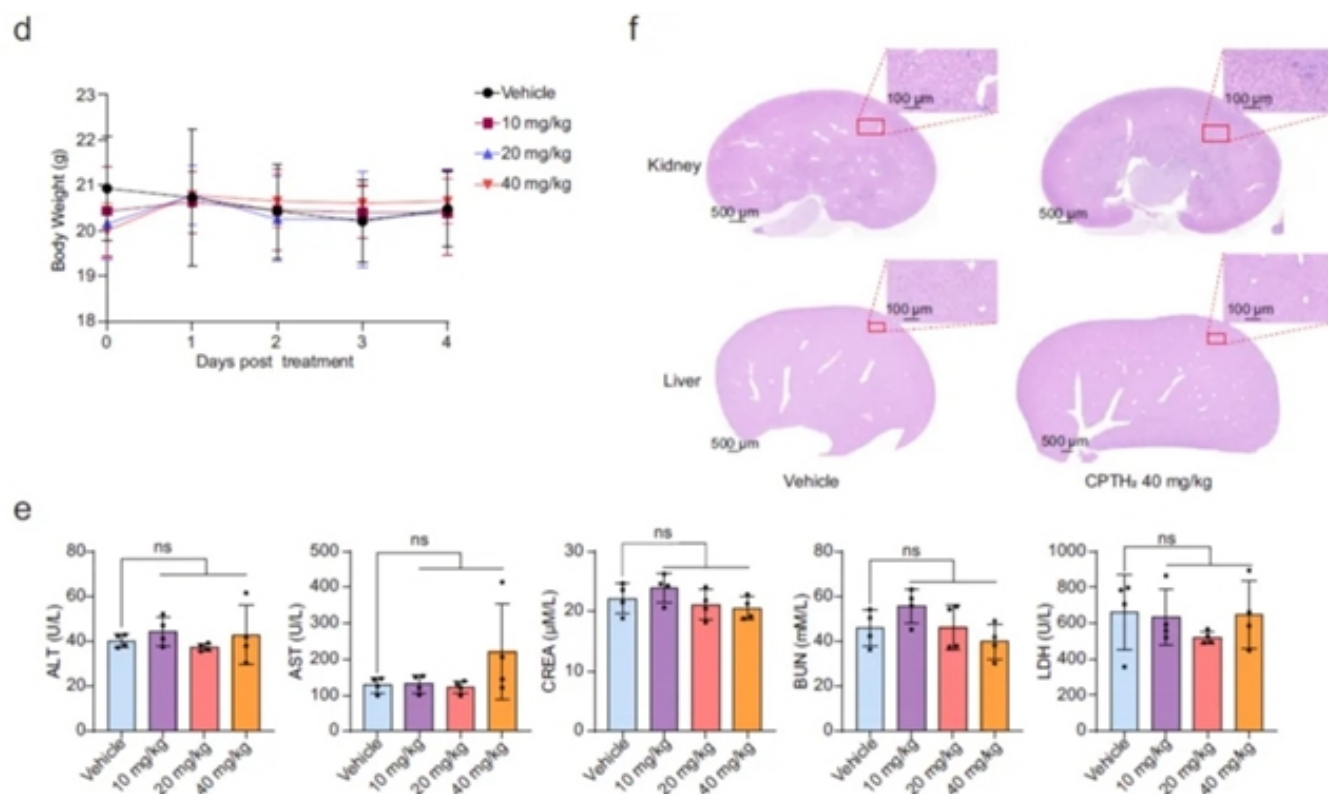 d
23
22
21
20
19
18
Body Weight (g)
0 1 2 3 4
Days post treatment
Vehicle
10 mg/kg
20 mg/kg
40 mg/kg
f
Kidney
100 µm
500 µm
100 µm
500 µm
Liver
100 µm
500 µm
100 µm
500 µm
Vehicle
CPTH₂ 40 mg/kg
e
ALT (U/L)
80
60
40
20
0
ns
Vehicle
10 mg/kg
20 mg/kg
40 mg/kg
AST (U/L)
500
400
300
200
100
0
ns
Vehicle
10 mg/kg
20 mg/kg
40 mg/kg
CREA (µM/L)
30
20
10
0
ns
Vehicle
10 mg/kg
20 mg/kg
40 mg/kg
BUN (mM/L)
80
60
40
20
0
ns
Vehicle
10 mg/kg
20 mg/kg
40 mg/kg
LDH (U/L)
1000
800
600
400
200
0
ns
Vehicle
10 mg/kg
20 mg/kg
40 mg/kg